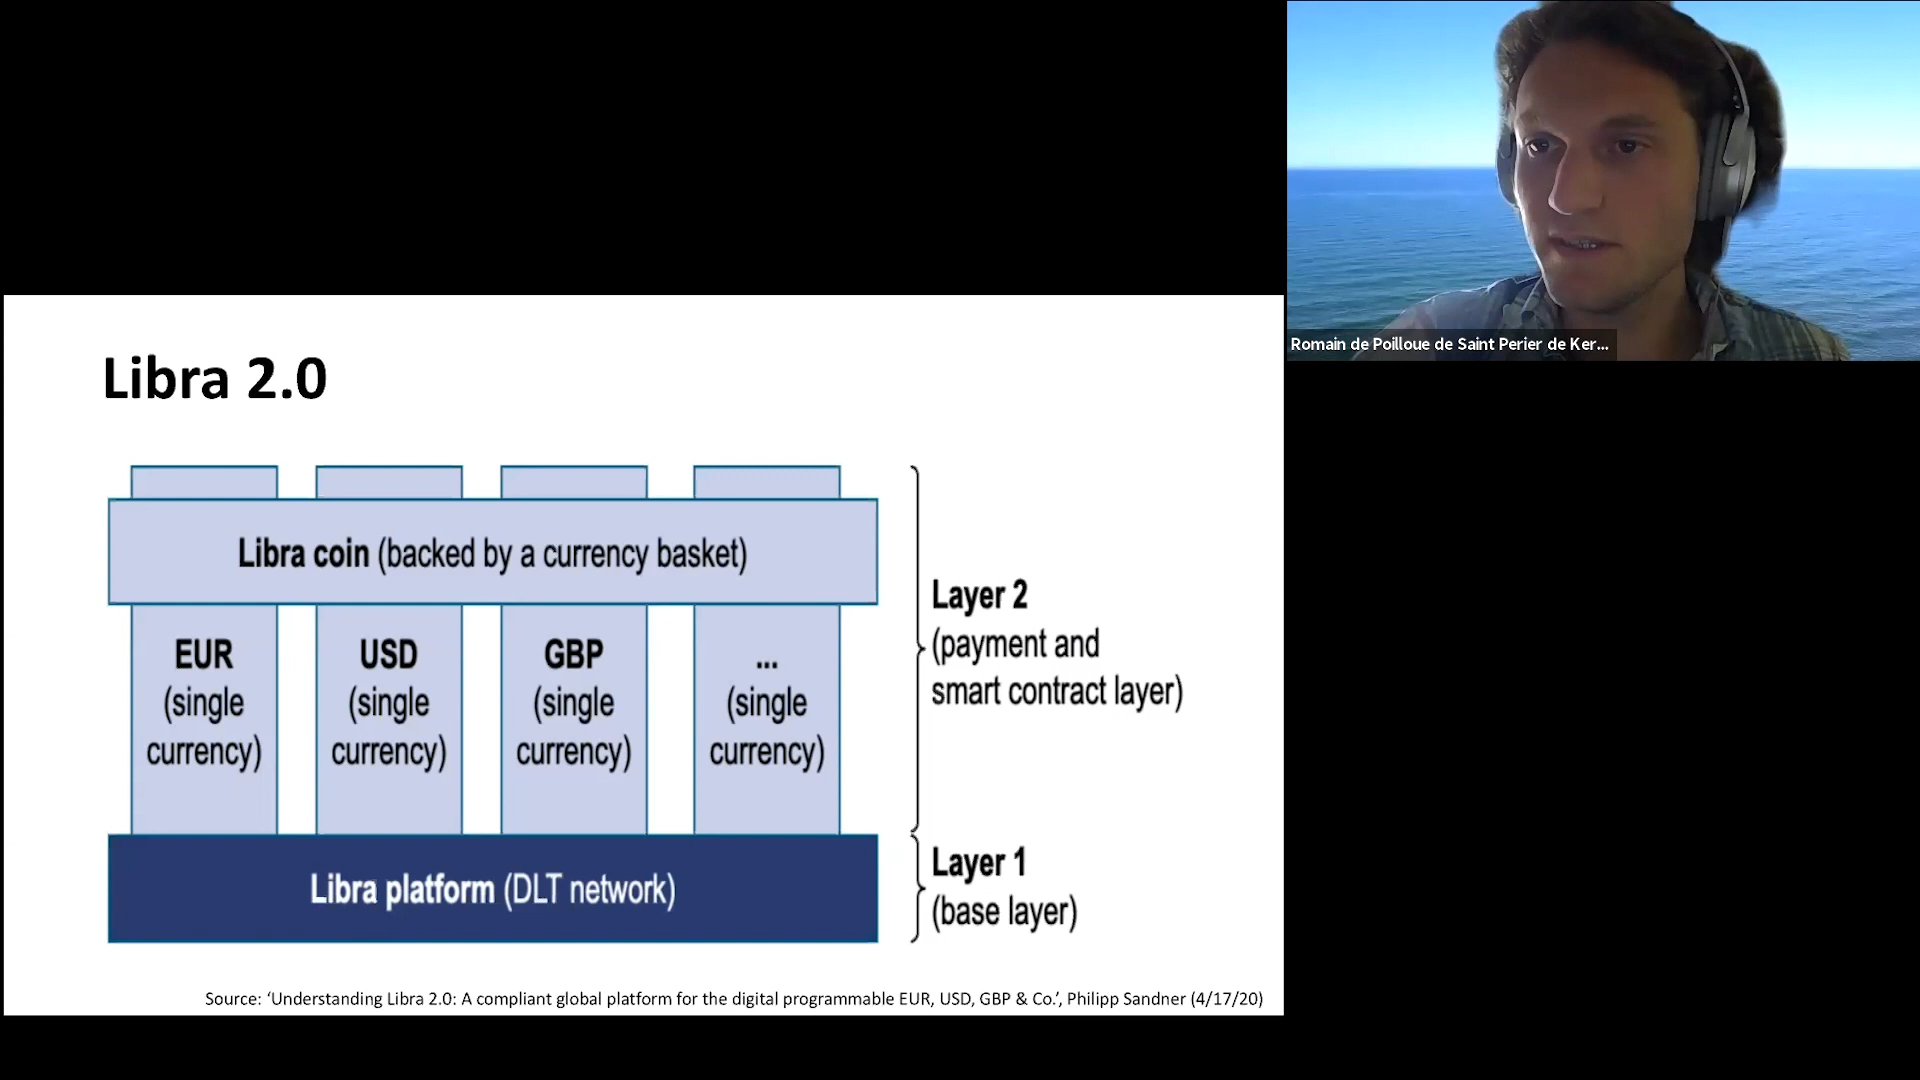 Romain de Poilloue de Saint Perier de Ker...
Libra 2.0
Libra coin (backed by a currency basket)
EUR
(single
currency)
USD
(single
currency)
GBP
(single
currency)
...
(single
currency)
Layer 2
(payment and
smart contract layer)
Libra platform (DLT network)
Layer 1
(base layer)
Source: ‘Understanding Libra 2.0: A compliant global platform for the digital programmable EUR, USD, GBP & Co.’, Philipp Sandner (4/17/20)